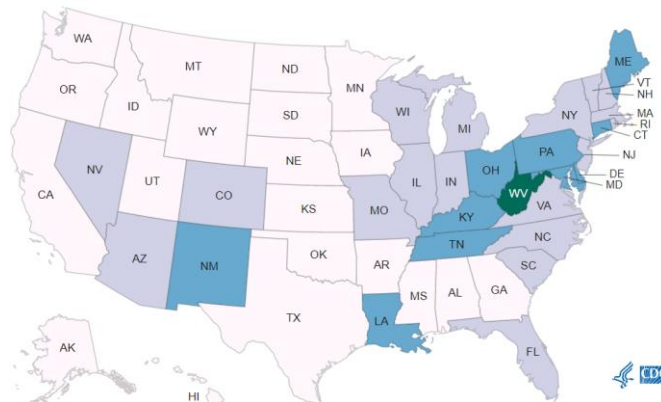 WA
MT
ND
MN
ME
VT
NH
OR
ID
SD
WI
MI
NY
MA
RI
CT
WY
IA
PA
NJ
NE
NV
UT
CO
IL
IN
OH
DE
MD
WV
VA
CA
KS
MO
KY
NC
TN
AZ
NM
OK
AR
SC
MS
AL
GA
TX
LA
FL
AK
HI
CDC